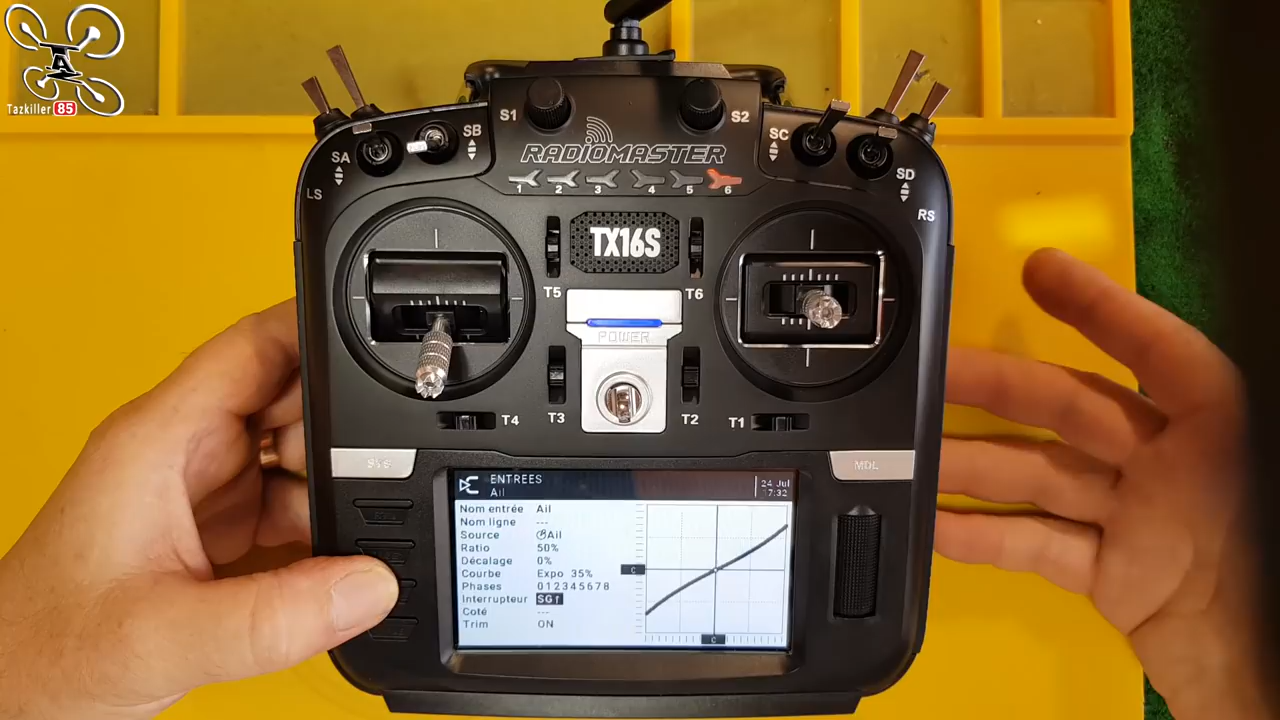 Tazkiller 85
S1
S2
SA
SB
SC
SD
LS
RS
RADIOMASTER
1 2 3 4 5 6
TX16S
T5
T6
POWER
T3
T2
T4
T1
SYS
MDL
ENTREES
Ail
24 Jul
17:32
Nom entrée Ail
Nom ligne ---
Source Ail
Ratio 50%
Décalage 0%
Courbe Expo 35%
Phases 012345678
Interrupteur SG↑
Coté ---
Trim ON
C
C